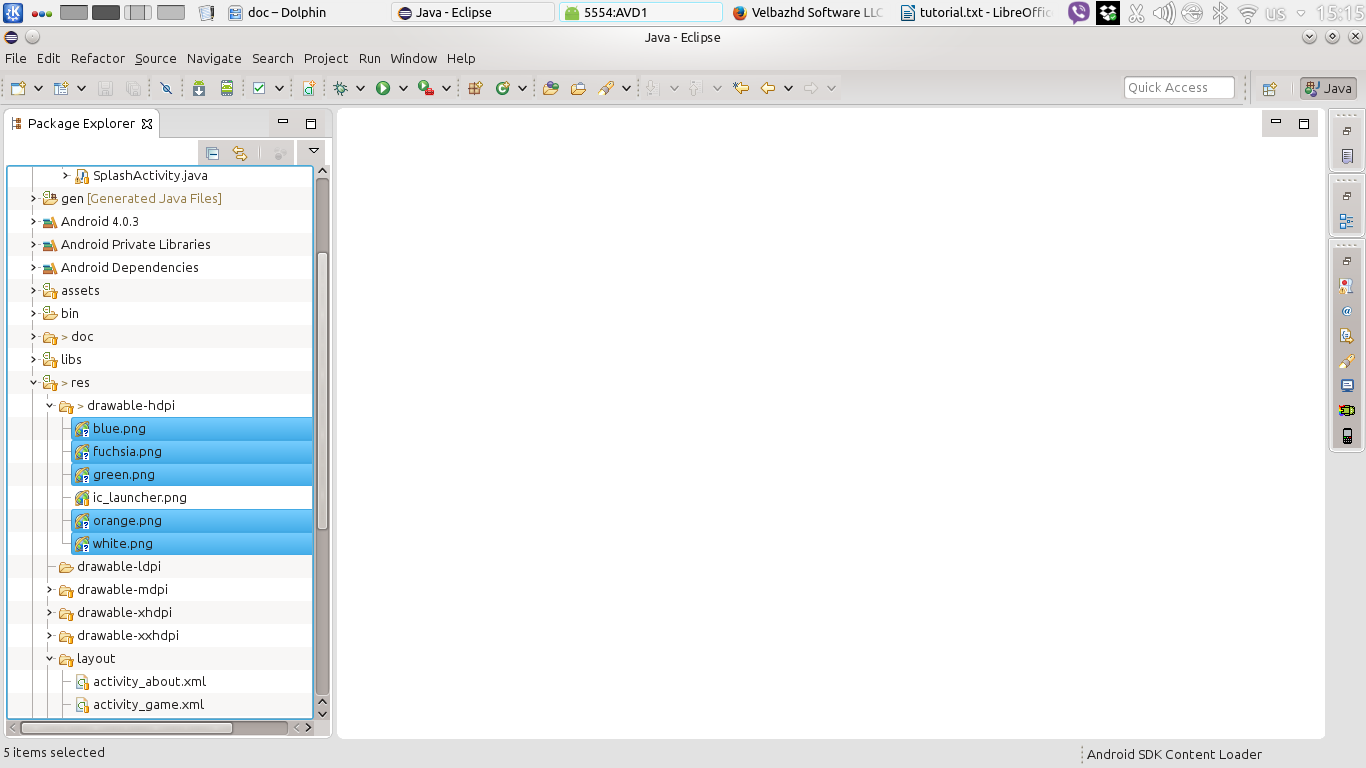 doc – Dolphin
Java - Eclipse
5554:AVD1
Velbazhd Software LLC
tutorial.txt - LibreOffic
us
15:15
Java - Eclipse
File Edit Refactor Source Navigate Search Project Run Window Help
Quick Access
Java
Package Explorer
SplashActivity.java
gen [Generated Java Files]
Android 4.0.3
Android Private Libraries
Android Dependencies
assets
bin
> doc
libs
> res
> drawable-hdpi
blue.png
fuchsia.png
green.png
ic_launcher.png
orange.png
white.png
drawable-ldpi
drawable-mdpi
drawable-xhdpi
drawable-xxhdpi
layout
activity_about.xml
activity_game.xml
5 items selected
Android SDK Content Loader